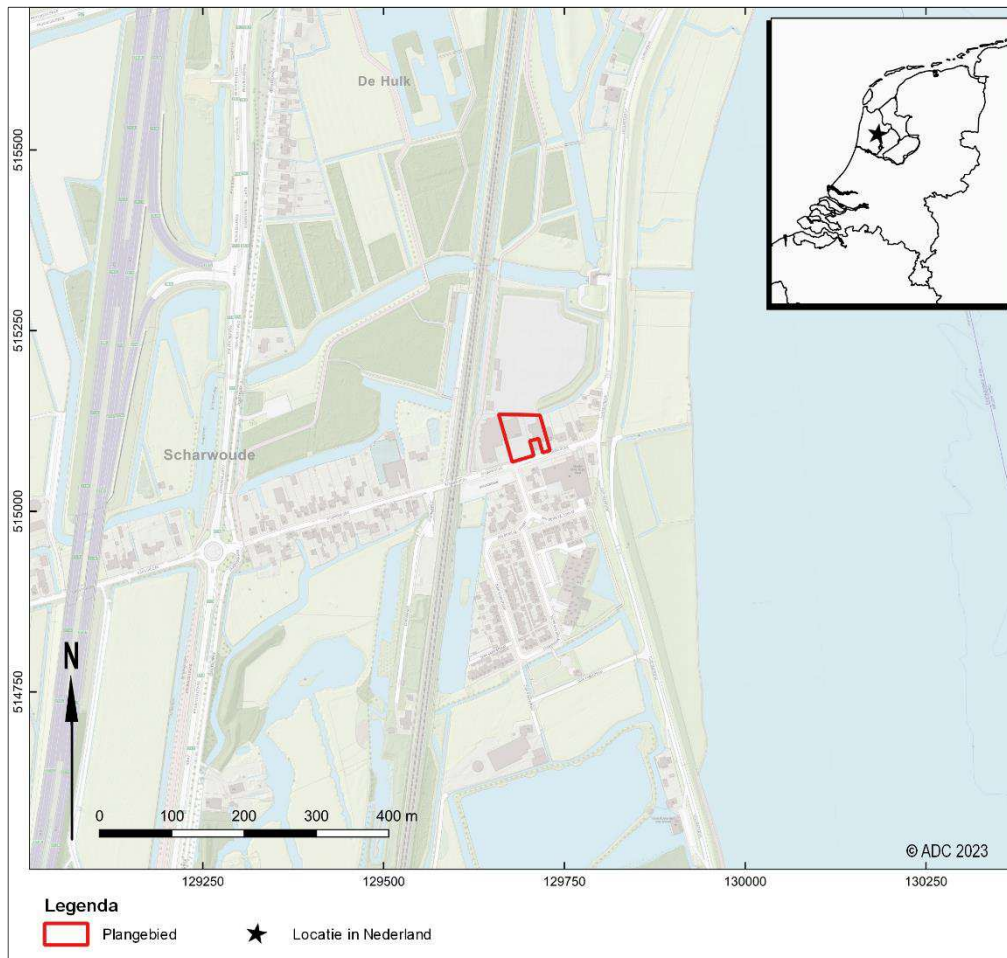 De Hulk
515500
515250
Scharwoude
515000
514750
N
0 100 200 300 400 m
© ADC 2023
129250 129500 129750 130000 130250
Legenda
Plangebied
Locatie in Nederland